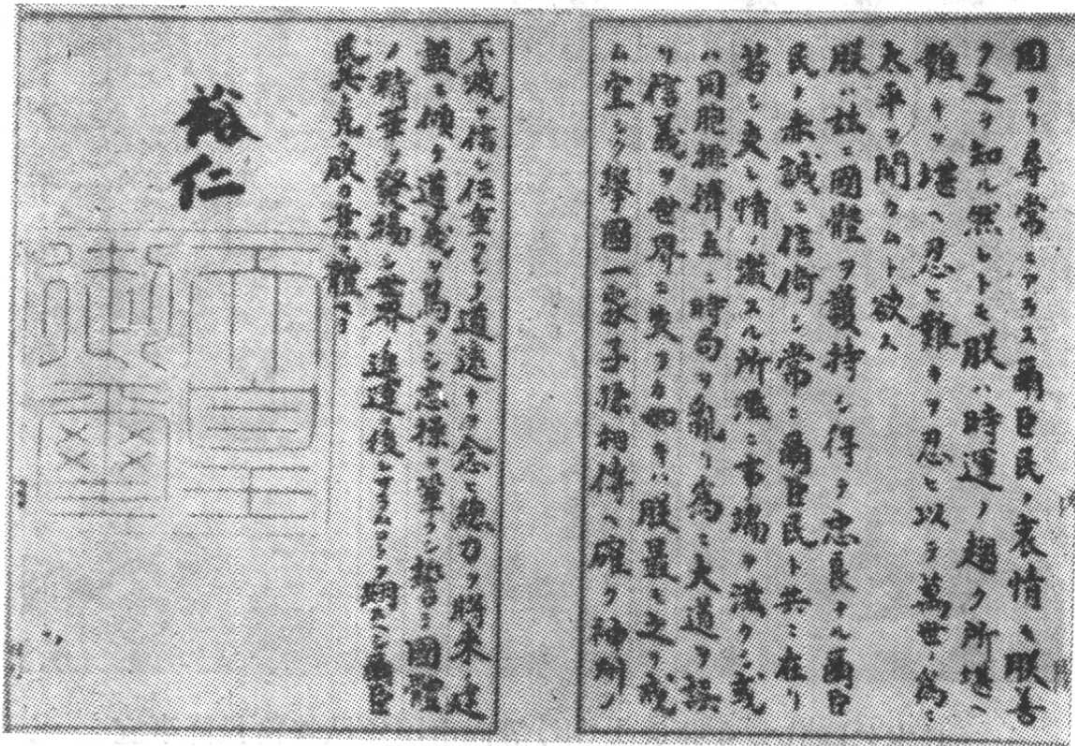 固ヨリ尋常ニアラス爾臣民ノ衷情モ朕善
ク之ヲ知ル然レトモ朕ハ時運ノ趨ク所堪ヘ
難キヲ堪ヘ忍ヒ難キヲ忍ヒ以テ萬世ノ為ニ
太平ヲ開カムト欲ス
朕ハ茲ニ國體ヲ護持シ得テ忠良ナル爾臣
民ノ赤誠ニ信倚シ常ニ爾臣民ト共ニ在リ
若シ夫レ情ノ激スル所濫ニ事端ヲ滋クシ或
ハ同胞排擠互ニ時局ヲ亂リ為ニ大道ヲ誤
リ信義ヲ世界ニ失フカ如キハ朕最モ之ヲ戒
ム宜シク擧國一家子孫相傳ヘ確ク神州ノ
不滅ヲ信シ任重クシテ道遠キヲ念ヒ總力ヲ將來ノ建
設ニ傾ケ道義ヲ篤クシ志操ヲ鞏クシ誓テ國體
ノ精華ヲ發揚シ世界ノ進運ニ後レサラムコトヲ期スヘシ爾臣
民其レ克ク朕カ意ヲ體セヨ
裕仁
天皇
御璽